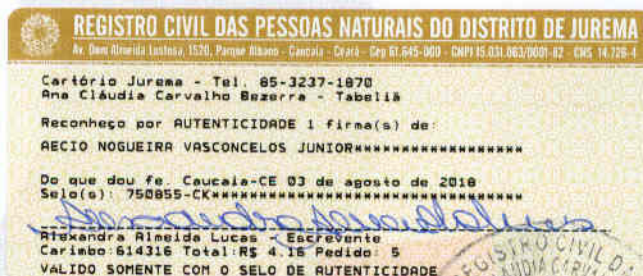 REGISTRO CIVIL DAS PESSOAS NATURAIS DO DISTRITO DE JUREMA
Av. Dom Almeida Lustosa, 1520, Parque Albano - Caucaia - Ceará - Cep 61.645-000 - CNPJ 15.031.063/0001-82 - CNS 14.726-4
Cartório Jurema - Tel. 85-3237-1870
Ana Cláudia Carvalho Bezerra - Tabeliã
Reconheço por AUTENTICIDADE 1 firma(s) de:
AECIO NOGUEIRA VASCONCELOS JUNIOR******************
Do que dou fe. Caucaia-CE 03 de agosto de 2018
Selo(s): 750855-CK**********************************
Alexandra Almeida Lucas - Escrevente
Carimbo:614316 Total:R$ 4.16 Pedido: 5
VáLIDO SOMENTE COM O SELO DE AUTENTICIDADE
REGISTRO CIVIL D